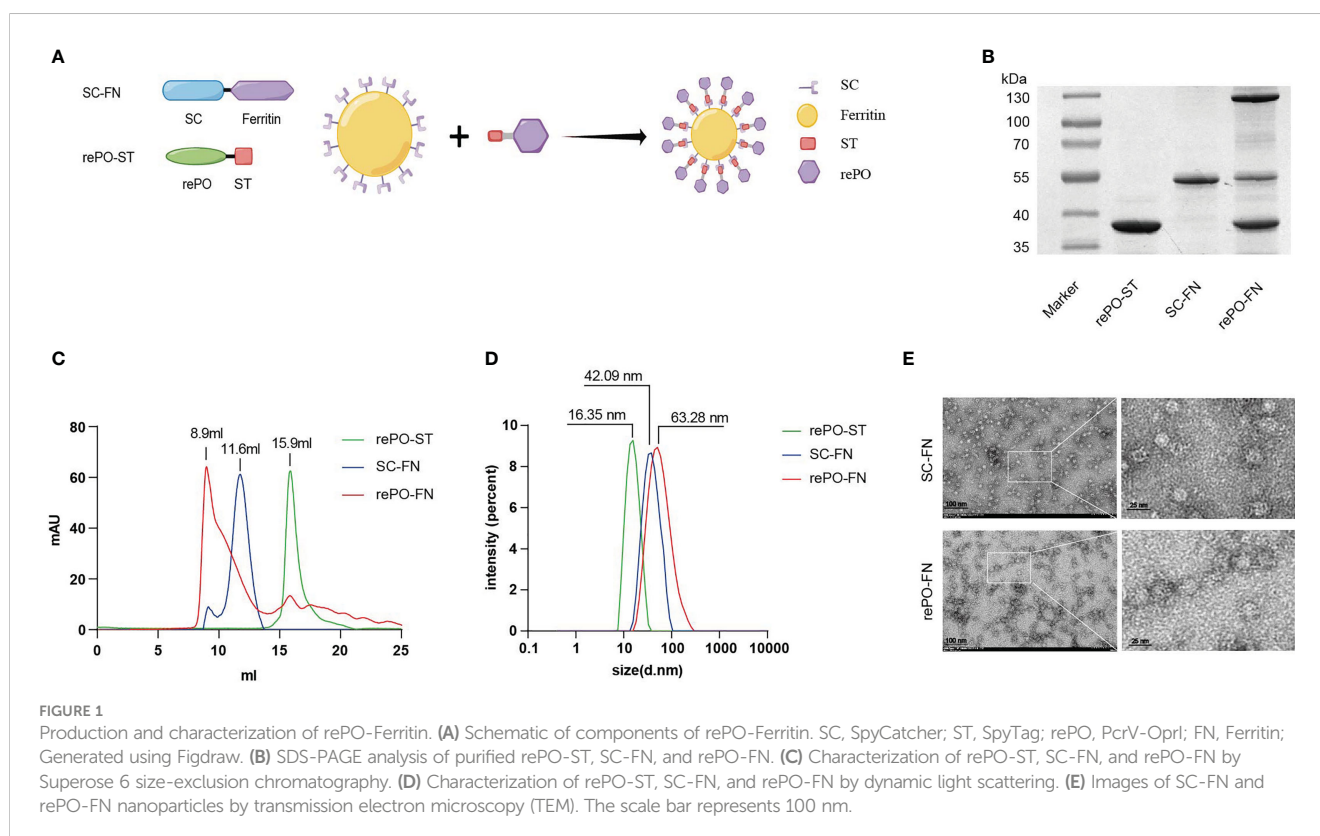 A
SC-FN
SC
Ferritin
rePO-ST
rePO
ST
+
SC
Ferritin
ST
rePO
B
kDa
130
100
70
55
40
35
Marker
rePO-ST
SC-FN
rePO-FN
C
mAU
80
60
40
20
0
8.9ml
11.6ml
15.9ml
rePO-ST
SC-FN
rePO-FN
0 5 10 15 20 25
ml
D
42.09 nm
16.35 nm
63.28 nm
intensity (percent)
10
8
6
4
2
0
rePO-ST
SC-FN
rePO-FN
0.1 1 10 100 1000 10000
size(d.nm)
E
SC-FN
100 nm
25 nm
rePO-FN
100 nm
25 nm
FIGURE 1
Production and characterization of rePO-Ferritin. (A) Schematic of components of rePO-Ferritin. SC, SpyCatcher; ST, SpyTag; rePO, PcrV-OprI; FN, Ferritin;
Generated using Figdraw. (B) SDS-PAGE analysis of purified rePO-ST, SC-FN, and rePO-FN. (C) Characterization of rePO-ST, SC-FN, and rePO-FN by
Superose 6 size-exclusion chromatography. (D) Characterization of rePO-ST, SC-FN, and rePO-FN by dynamic light scattering. (E) Images of SC-FN and
rePO-FN nanoparticles by transmission electron microscopy (TEM). The scale bar represents 100 nm.